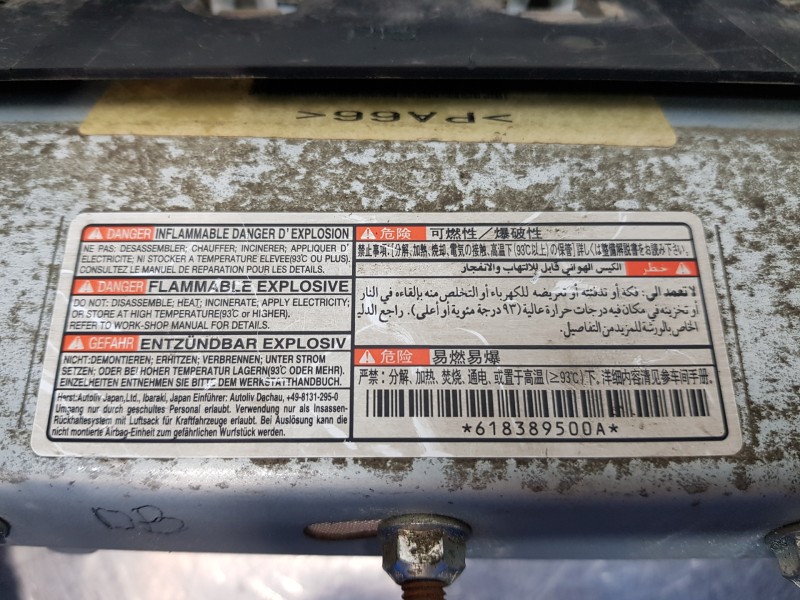 >PA66<
DANGER INFLAMMABLE DANGER D'EXPLOSION
NE PAS: DESASSEMBLER; CHAUFFER; INCINERER; APPLIQUER D'
ELECTRICITE; NI STOCKER A TEMPERATURE ELEVEE(93℃ OU PLUS).
CONSULTEZ LE MANUEL DE REPARATION POUR LES DETAILS.
DANGER FLAMMABLE EXPLOSIVE
DO NOT: DISASSEMBLE; HEAT; INCINERATE, APPLY ELECTRICITY;
OR STORE AT HIGH TEMPERATURE(93℃ or HIGHER).
REFER TO WORK-SHOP MANUAL FOR DETAILS.
GEFAHR ENTZÜNDBAR EXPLOSIV
NICHT:DEMONTIEREN; ERHITZEN; VERBRENNEN; UNTER STROM
SETZEN; ODER BEI HOHER TEMPERATUR LAGERN(93℃ ODER MEHR).
EINZELHEITEN ENTNEHMEN SIE BITTE DEM WERKSTATTHANDBUCH.
Herst:Autoliv Japan,Ltd., Ibaraki, Japan Einführer: Autoliv Dechau, +49-8131-295-0
Umgang nur durch geschultes Personal erlaubt. Verwendung nur als Insassen-
Rückhaltesystem mit Luftsack für Kraftfahrzeuge erlaubt. Bei Auslösung kann die
nicht montierte Airbag-Einheit zum gefährlichen Wurfstück werden.
危険 可燃性／爆破性
禁止事項:[分解、加熱、焼却、電気の接触、高温下(93℃以上)の保管]詳しくは整備解説書をお読み下さい。
خطر الكيس الهوائي قابل للالتهاب والانفجار
لا تعمد الى: فكه أو تدفئته أو تعريضه للكهرباء أو التخلص منه بإلقاءه في النار
أو تخزينه في مكان فيه درجات حرارة عالية (٩٣ درجة مئوية أو أعلى). راجع الدليل
الخاص بالورشة للمزيد من التفاصيل.
危险 易燃易爆
严禁：分解、加热、焚烧、通电、或置于高温(≥93℃)下。详细内容请见参车间手册。
*618389500A*
DB